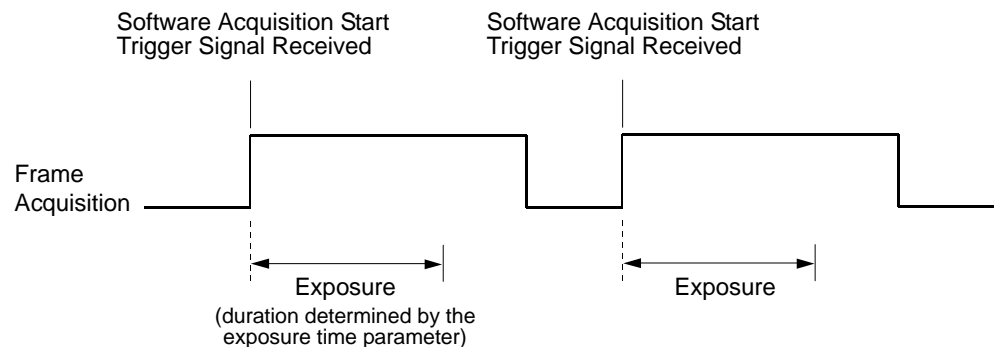 Software Acquisition Start
Trigger Signal Received
Software Acquisition Start
Trigger Signal Received
Frame
Acquisition
Exposure
(duration determined by the
exposure time parameter)
Exposure